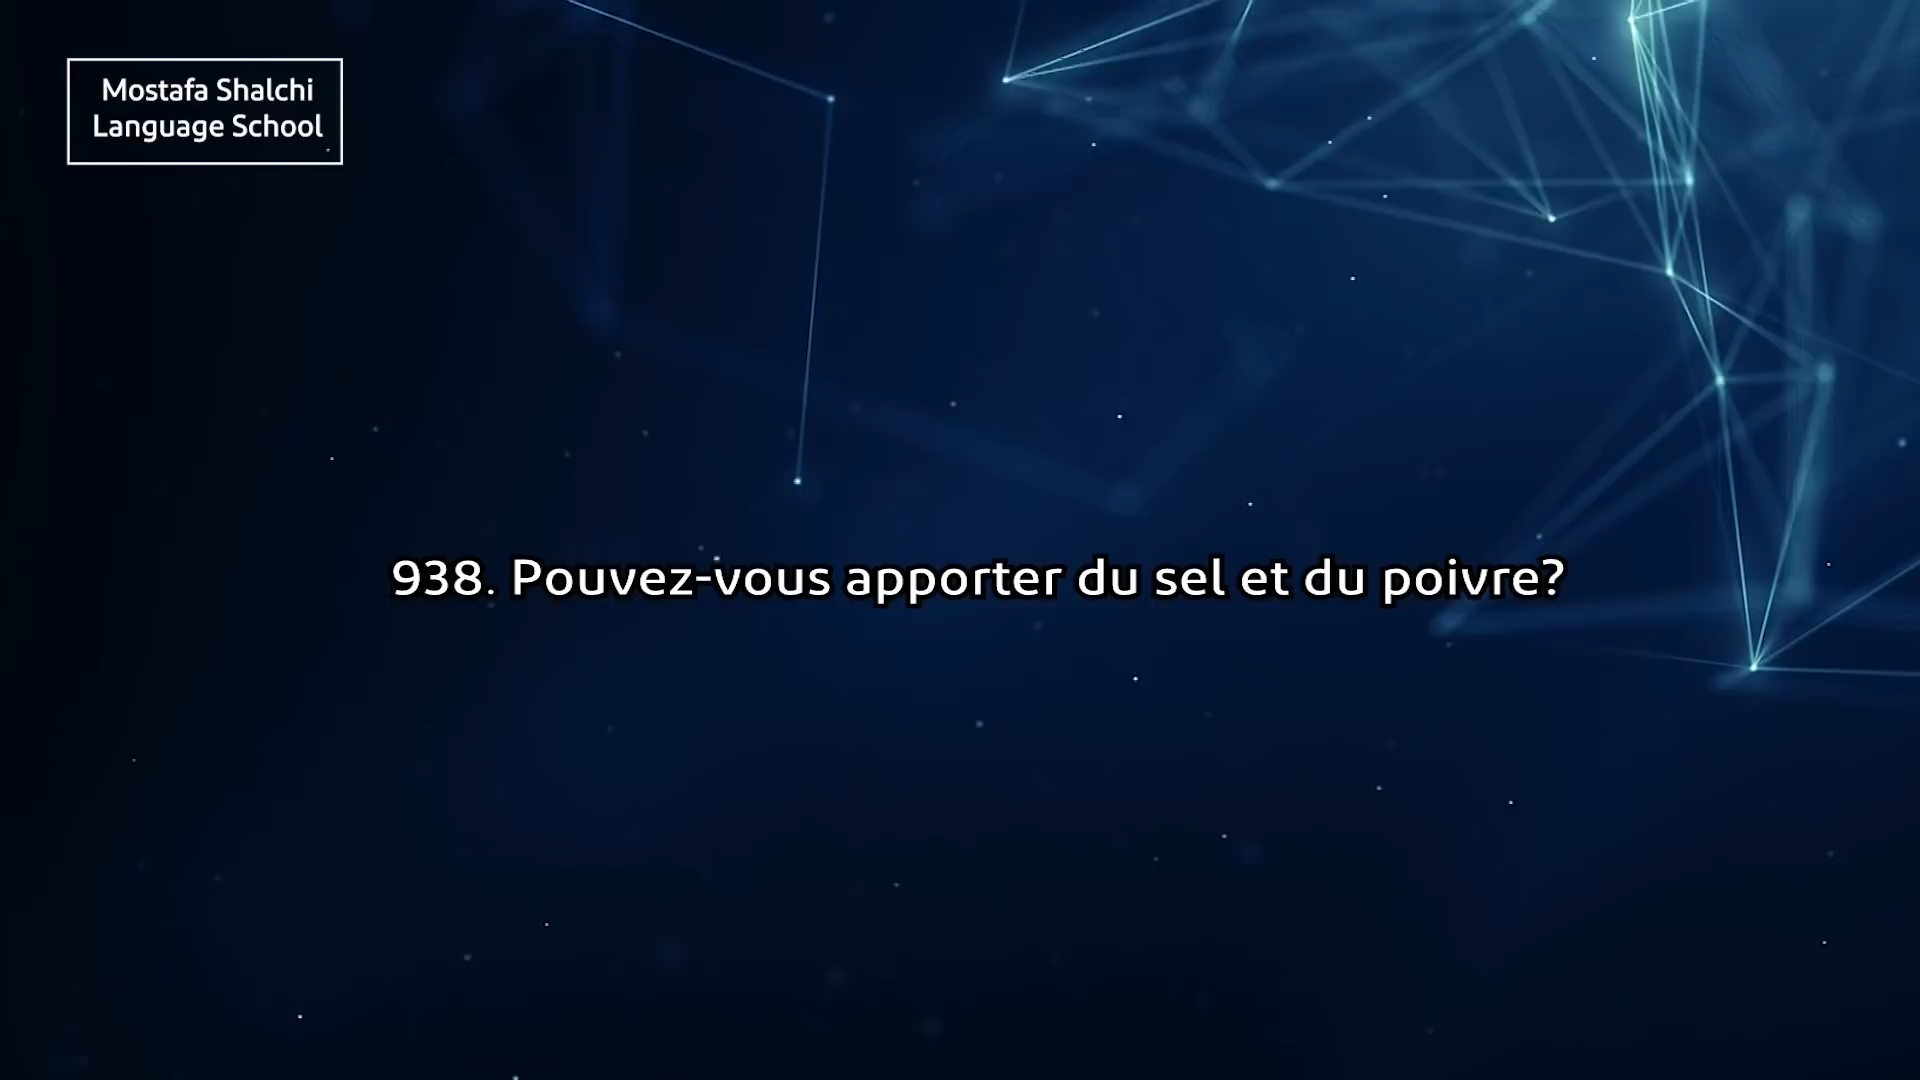 Mostafa Shalchi
Language School
938. Pouvez-vous apporter du sel et du poivre?